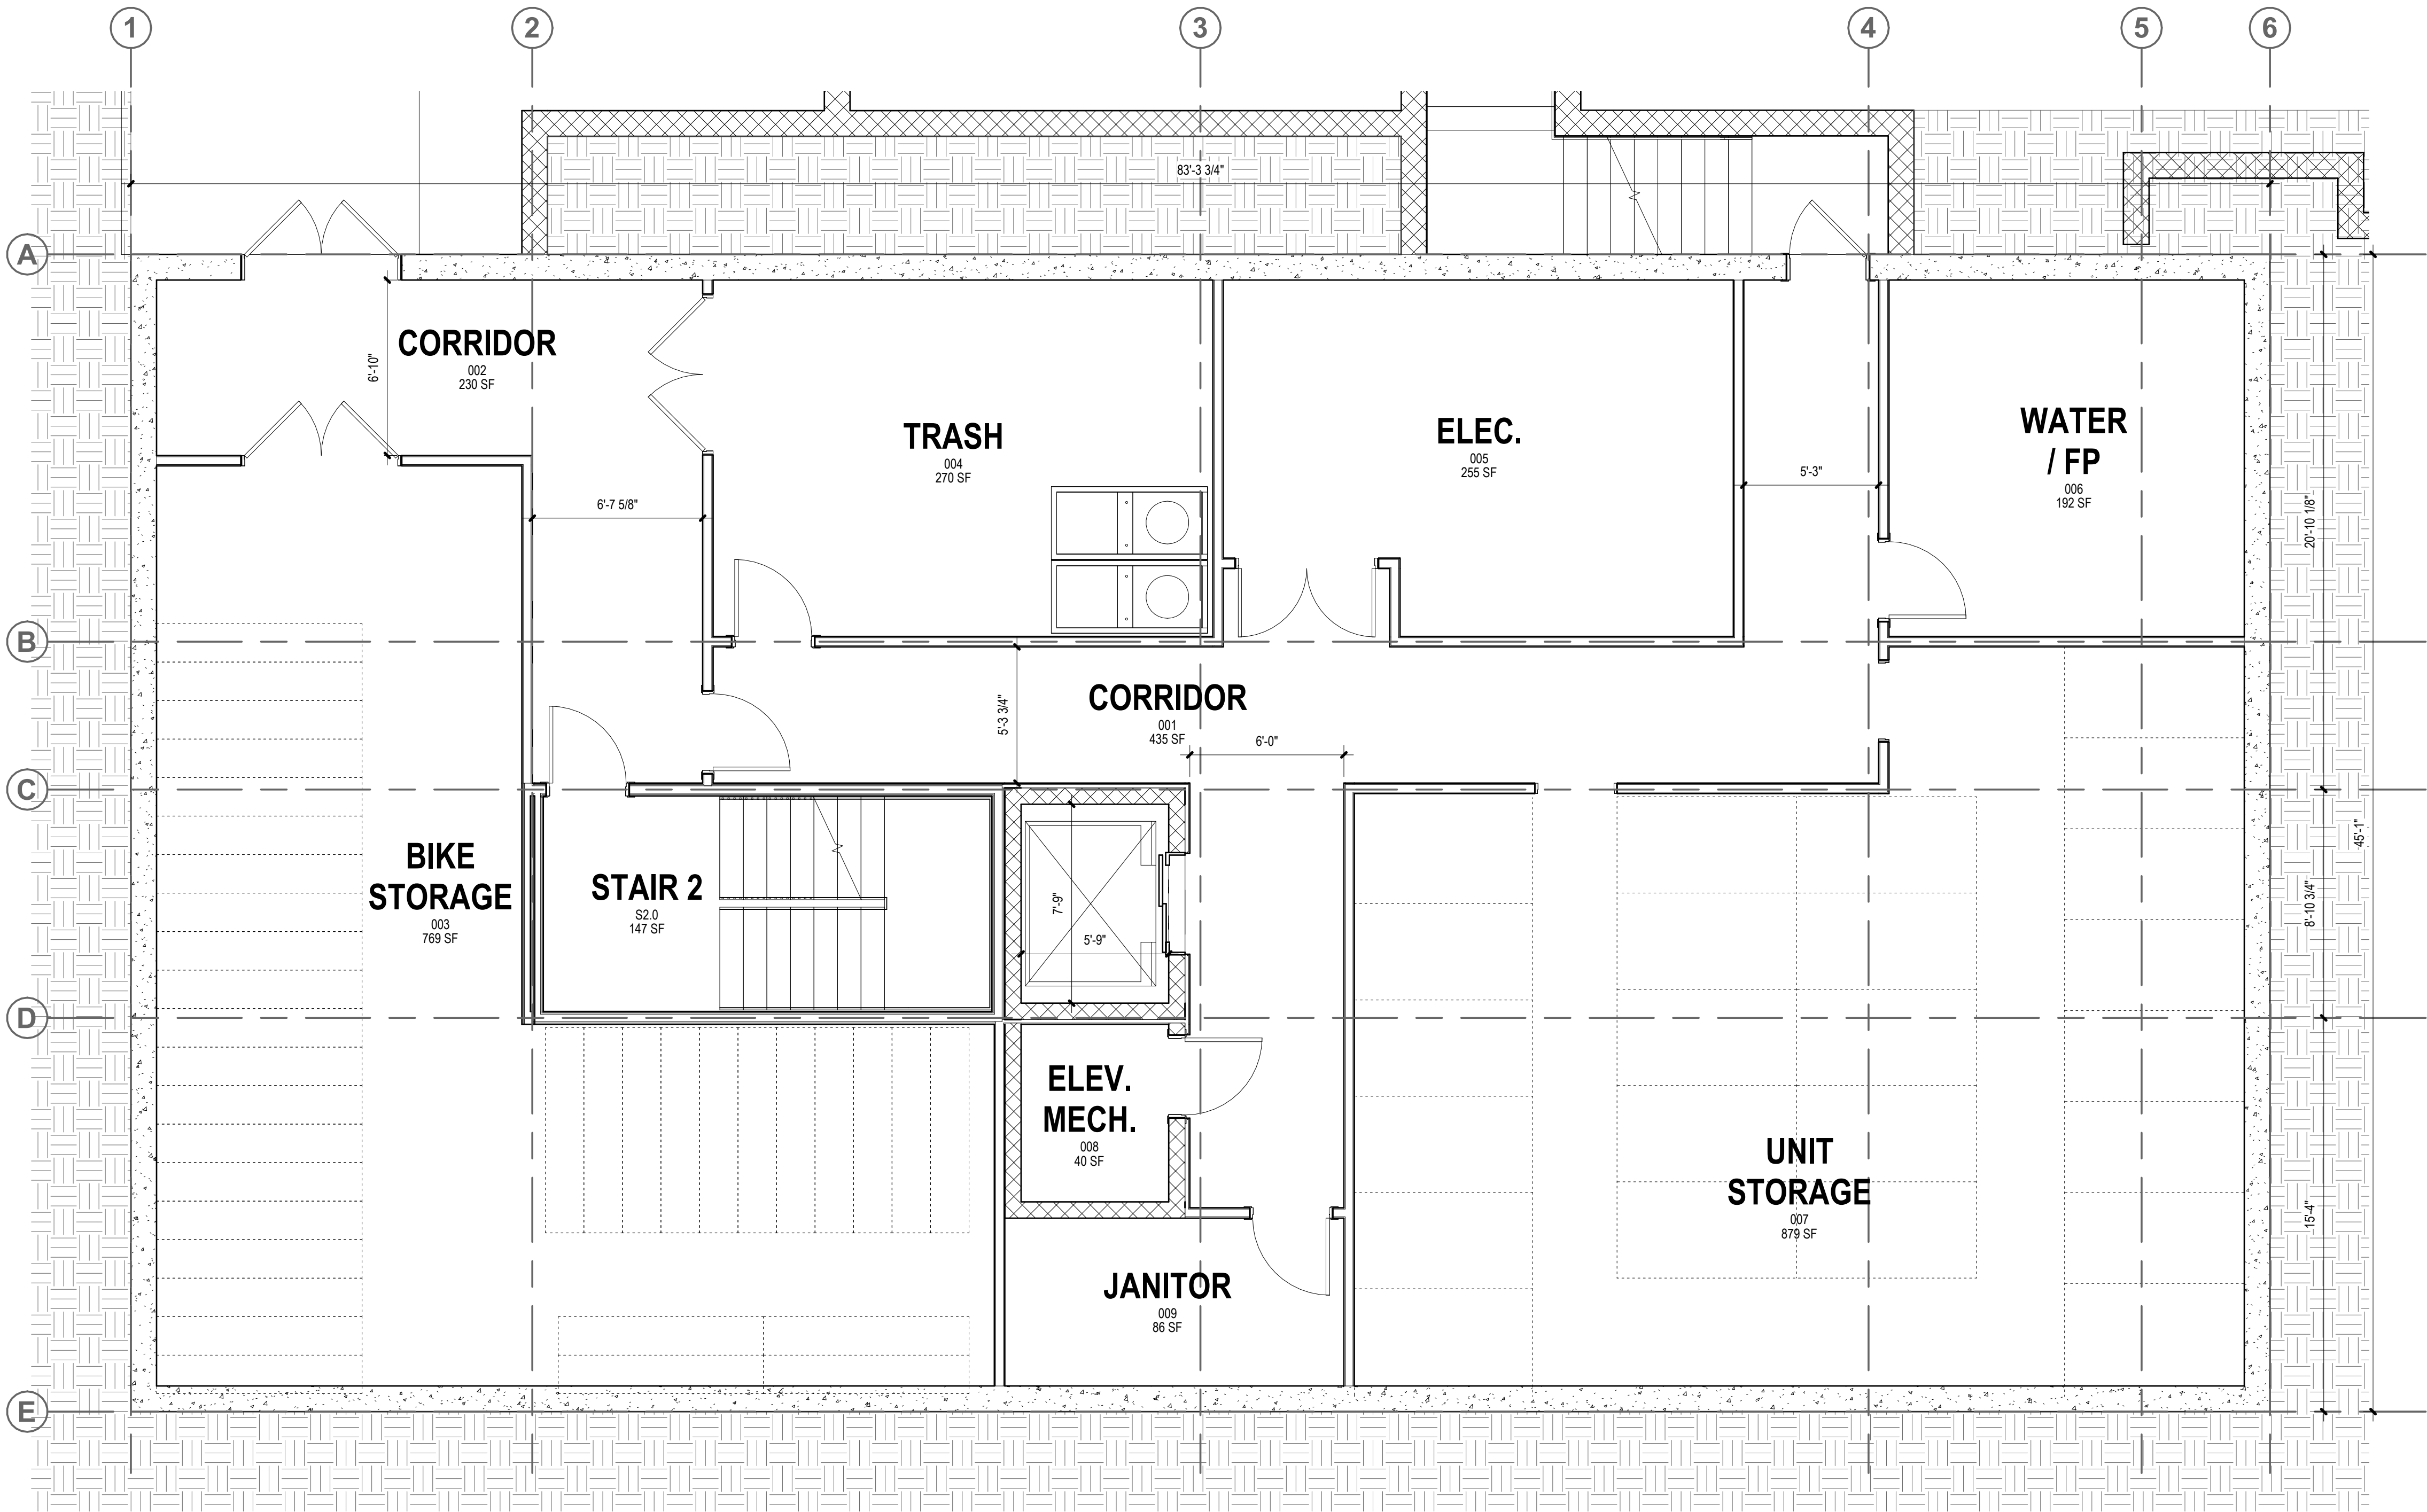 1
2
3
4
5
6
83'-3 3/4"
A
CORRIDOR
002
230 SF
6'-10"
TRASH
004
270 SF
ELEC.
005
255 SF
WATER
/ FP
006
192 SF
6'-7 5/8"
5'-3"
20'-10 1/8"
B
CORRIDOR
001
435 SF
5'-3 3/4"
6'-0"
C
BIKE
STORAGE
003
769 SF
STAIR 2
S2.0
147 SF
7'-9"
5'-9"
45'-1"
8'-10 3/4"
D
ELEV.
MECH.
008
40 SF
UNIT
STORAGE
007
879 SF
15'-4"
JANITOR
009
86 SF
E